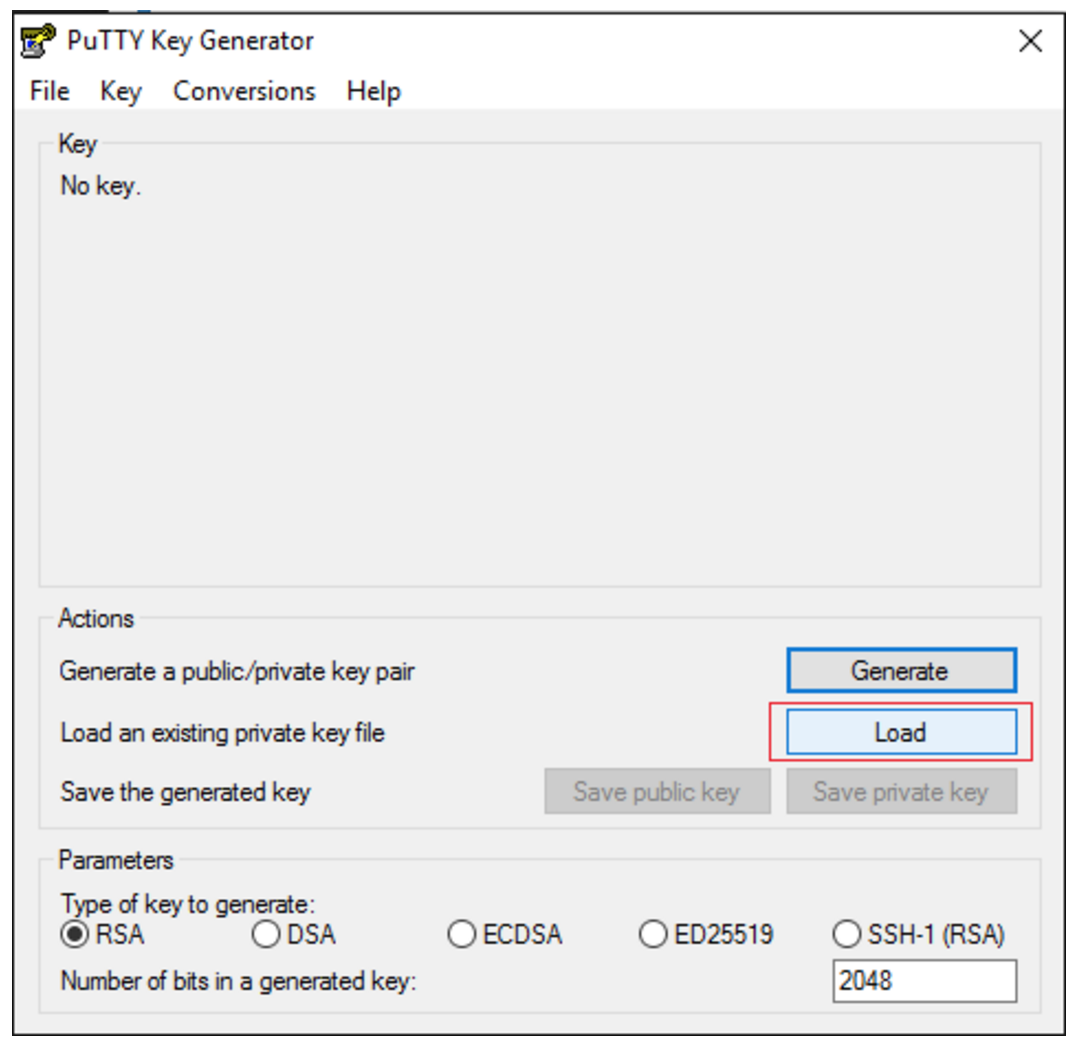 PuTTY Key Generator
File Key Conversions Help
Key
No key.
Actions
Generate a public/private key pair Generate
Load an existing private key file Load
Save the generated key Save public key Save private key
Parameters
Type of key to generate:
RSA DSA ECDSA ED25519 SSH-1 (RSA)
Number of bits in a generated key: 2048